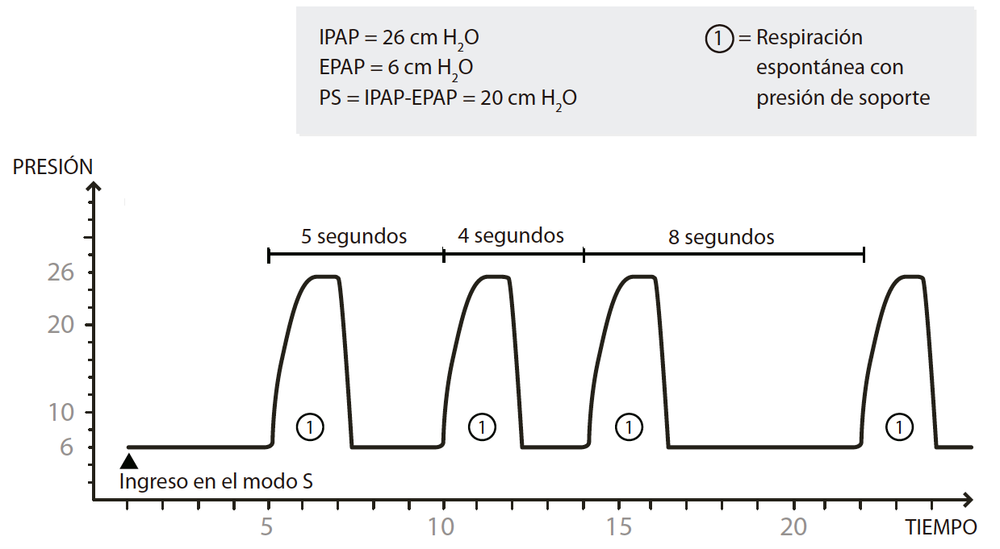 IPAP = 26 cm H₂O
EPAP = 6 cm H₂O
PS = IPAP-EPAP = 20 cm H₂O
1 = Respiración
espontánea con
presión de soporte
PRESIÓN
5 segundos
4 segundos
8 segundos
26
20
10
6
1
1
1
1
Ingreso en el modo S
5
10
15
20
TIEMPO